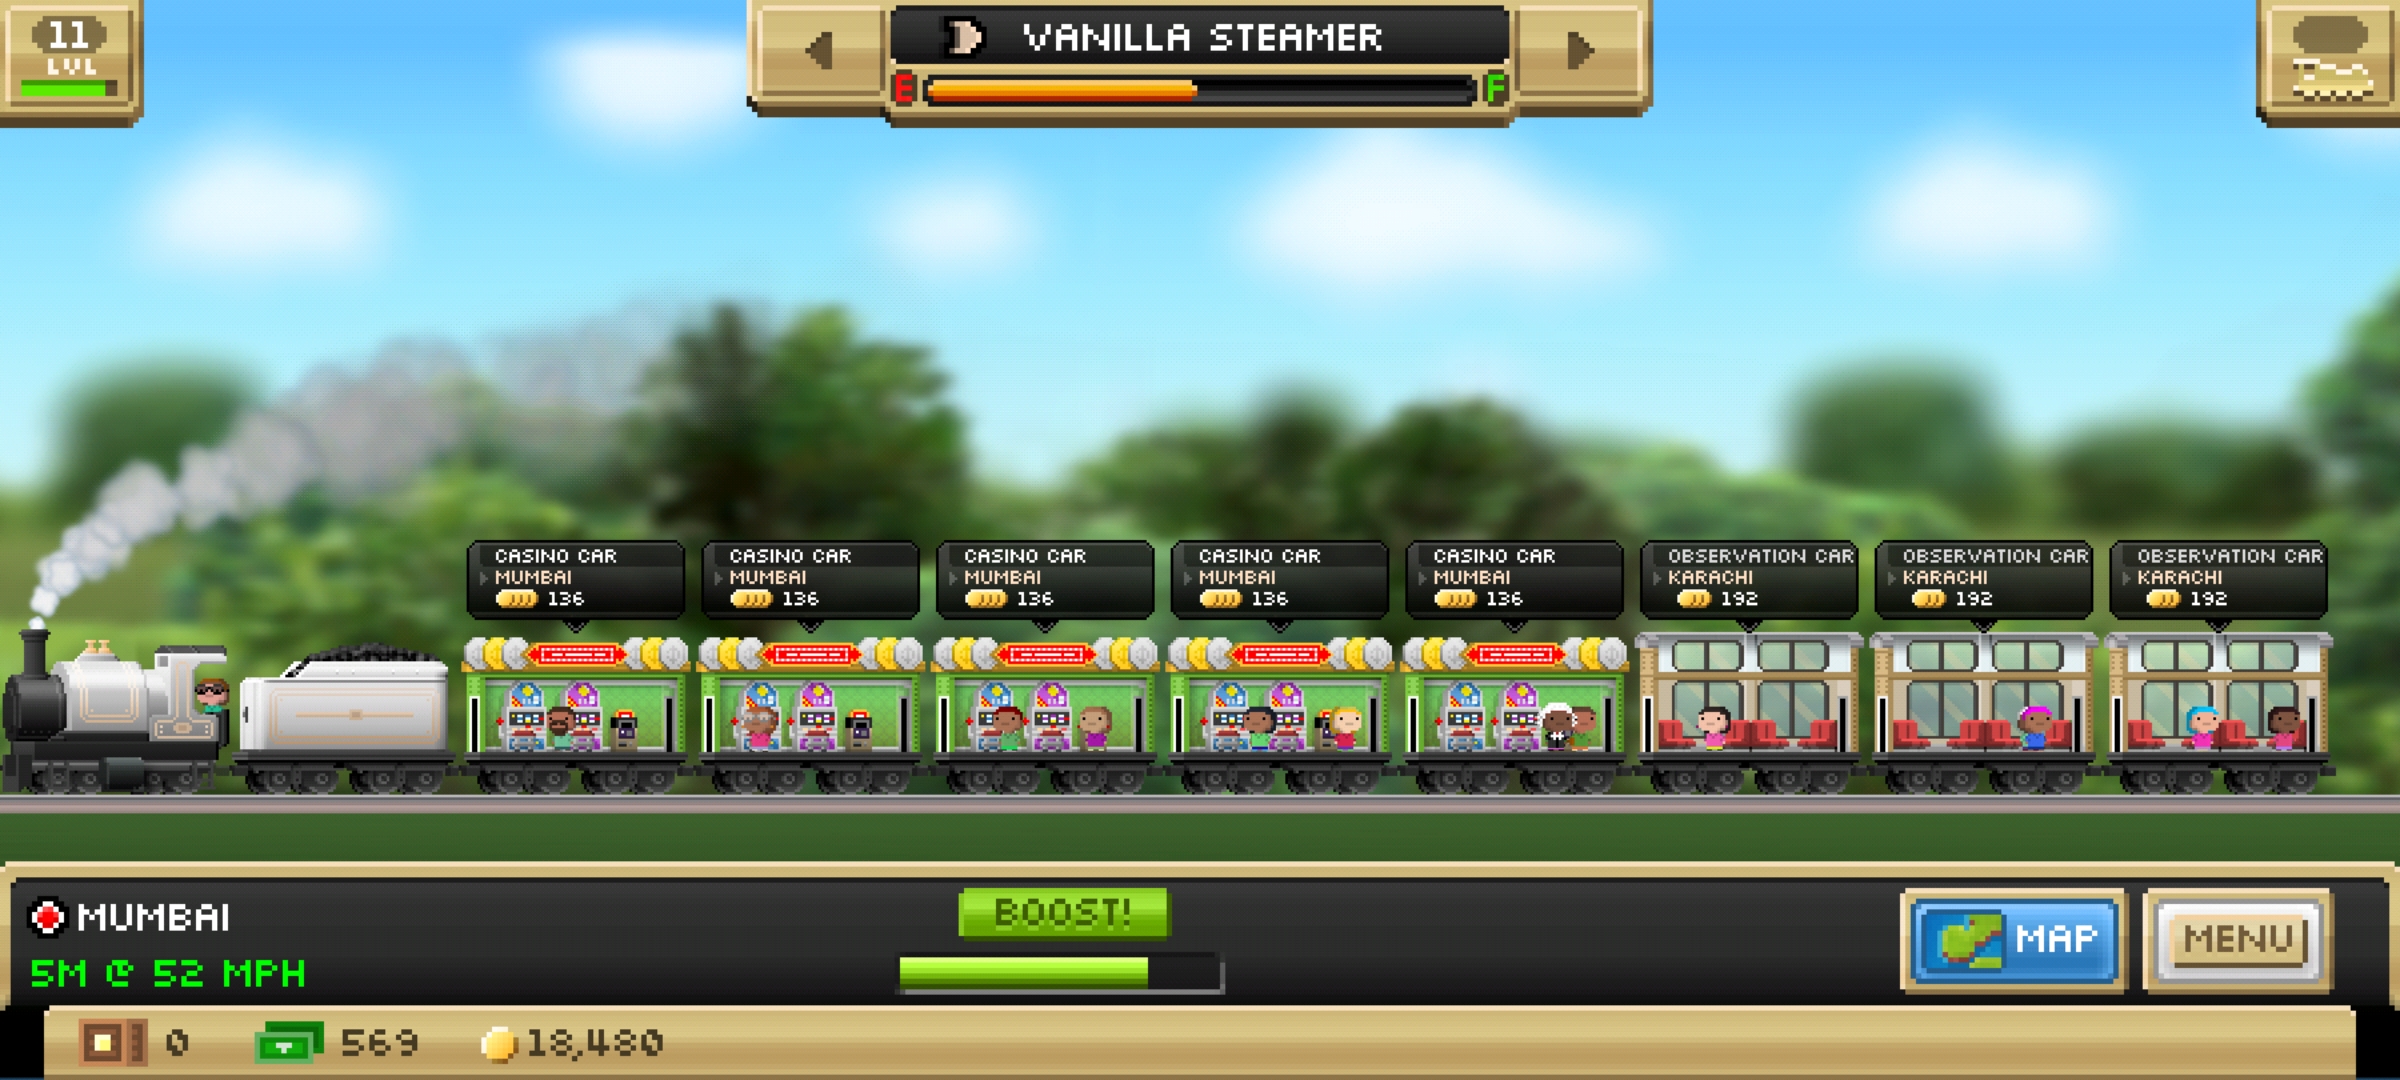 11
LVL
VANILLA STEAMER
E
F
CASINO CAR
MUMBAI
136
CASINO CAR
MUMBAI
136
CASINO CAR
MUMBAI
136
CASINO CAR
MUMBAI
136
CASINO CAR
MUMBAI
136
OBSERVATION CAR
KARACHI
192
OBSERVATION CAR
KARACHI
192
OBSERVATION CAR
KARACHI
192
MUMBAI
5M @ 52 MPH
BOOST!
MAP
MENU
0
569
18,480